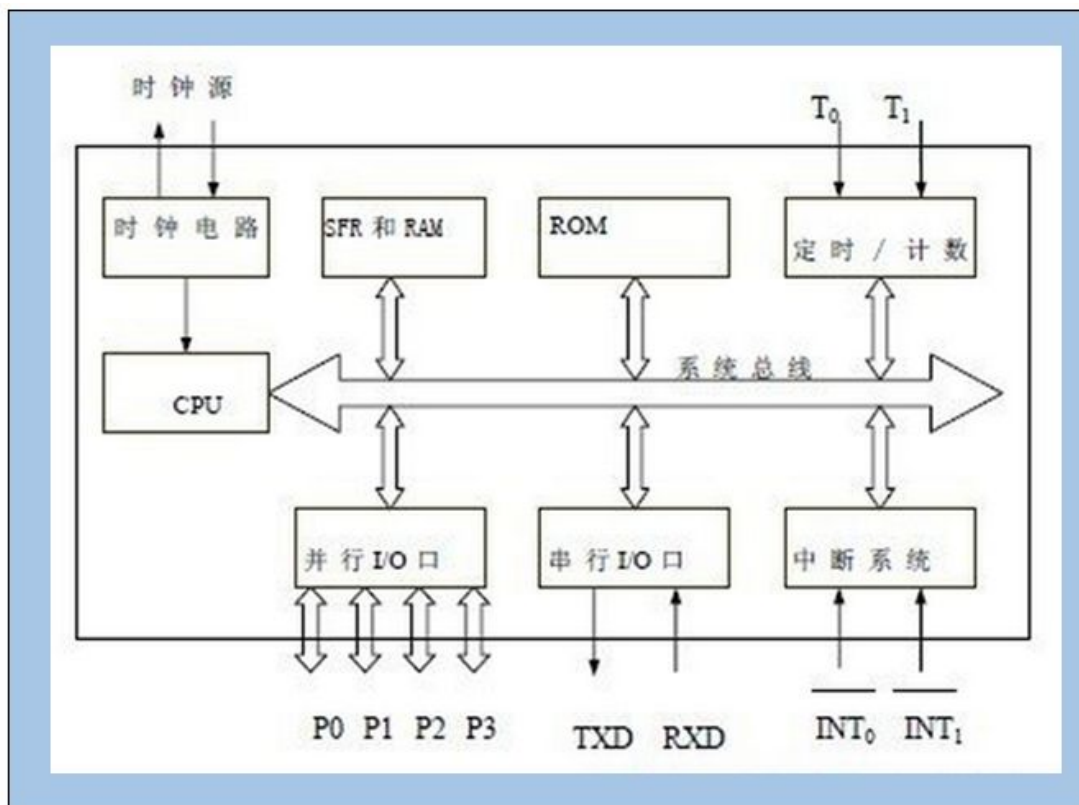 时钟源
T₀ T₁
时钟电路
SFR和RAM
ROM
定时/计数
系统总线
CPU
并行I/O口
串行I/O口
中断系统
P0 P1 P2 P3
TXD RXD
I̅N̅T̅₀ I̅N̅T̅₁